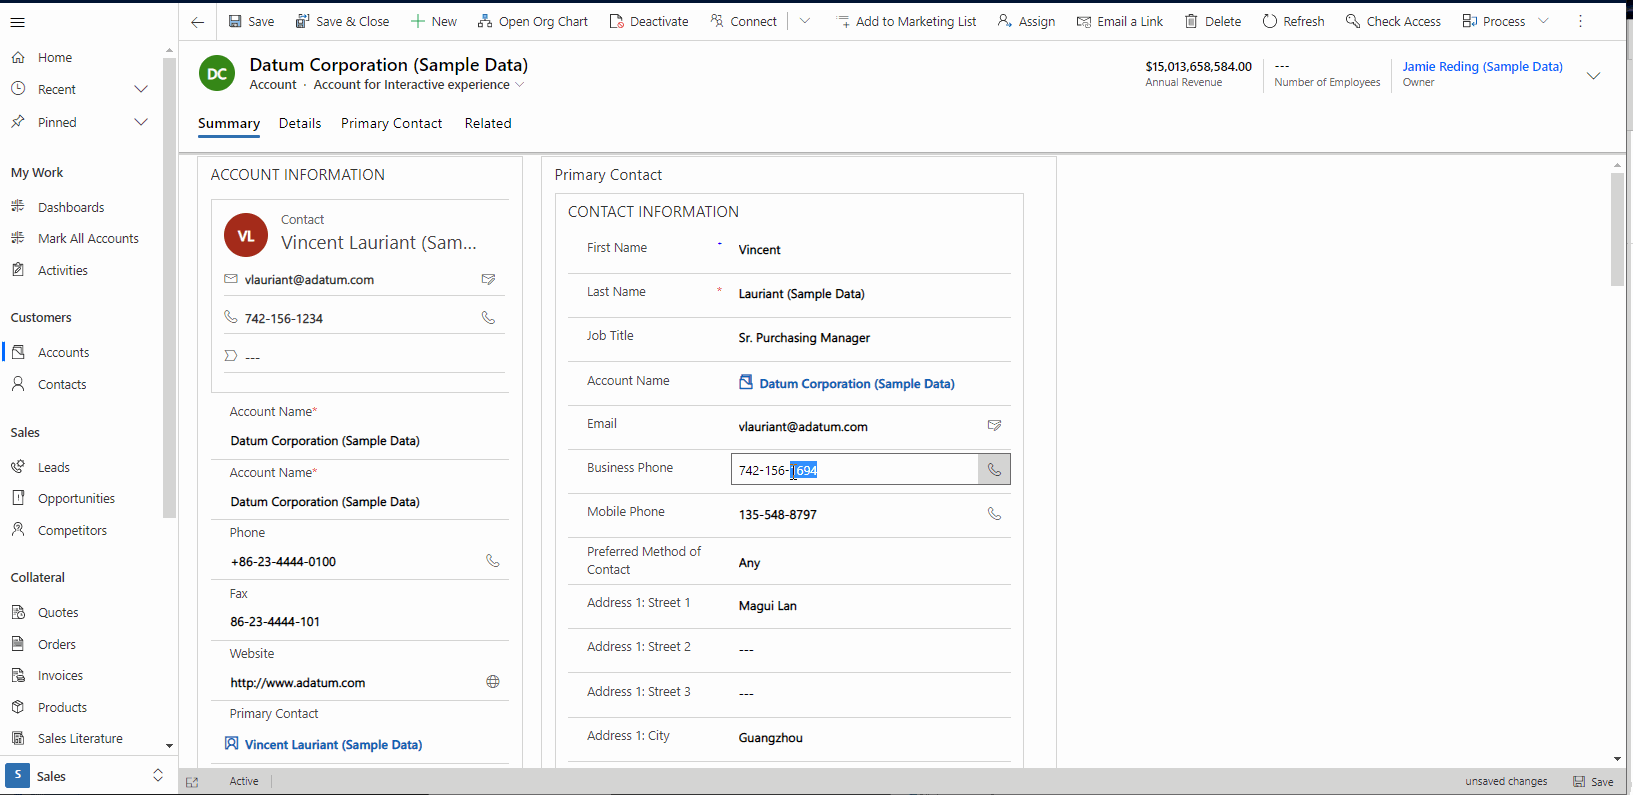 Save
Save & Close
New
Open Org Chart
Deactivate
Connect
Add to Marketing List
Assign
Email a Link
Delete
Refresh
Check Access
Process
Home
Recent
Pinned
My Work
Dashboards
Mark All Accounts
Activities
Customers
Accounts
Contacts
Sales
Leads
Opportunities
Competitors
Collateral
Quotes
Orders
Invoices
Products
Sales Literature
S Sales
DC
Datum Corporation (Sample Data)
Account · Account for Interactive experience
$15,013,658,584.00
Annual Revenue
---
Number of Employees
Jamie Reding (Sample Data)
Owner
Summary
Details
Primary Contact
Related
ACCOUNT INFORMATION
VL
Contact
Vincent Lauriant (Sam...
vlauriant@adatum.com
742-156-1234
---
Account Name*
Datum Corporation (Sample Data)
Account Name*
Datum Corporation (Sample Data)
Phone
+86-23-4444-0100
Fax
86-23-4444-101
Website
http://www.adatum.com
Primary Contact
Vincent Lauriant (Sample Data)
Primary Contact
CONTACT INFORMATION
First Name Vincent
Last Name * Lauriant (Sample Data)
Job Title Sr. Purchasing Manager
Account Name Datum Corporation (Sample Data)
Email vlauriant@adatum.com
Business Phone 742-156-1694
Mobile Phone 135-548-8797
Preferred Method of
Contact Any
Address 1: Street 1 Magui Lan
Address 1: Street 2 ---
Address 1: Street 3 ---
Address 1: City Guangzhou
Active
unsaved changes
Save